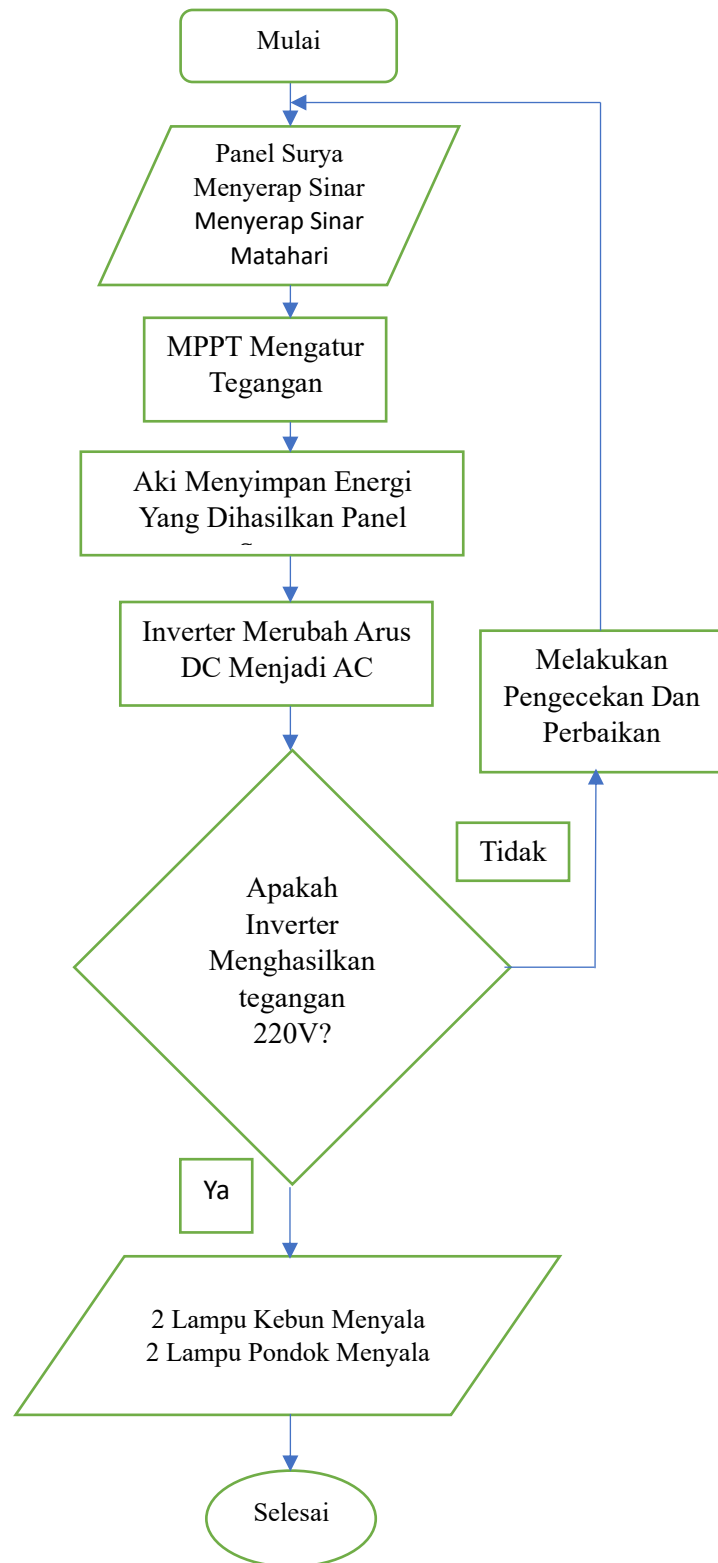 Mulai
Panel Surya
Menyerap Sinar
Menyerap Sinar
Matahari
MPPT Mengatur
Tegangan
Aki Menyimpan Energi
Yang Dihasilkan Panel
Inverter Merubah Arus
DC Menjadi AC
Melakukan
Pengecekan Dan
Perbaikan
Tidak
Apakah
Inverter
Menghasilkan
tegangan
220V?
Ya
2 Lampu Kebun Menyala
2 Lampu Pondok Menyala
Selesai